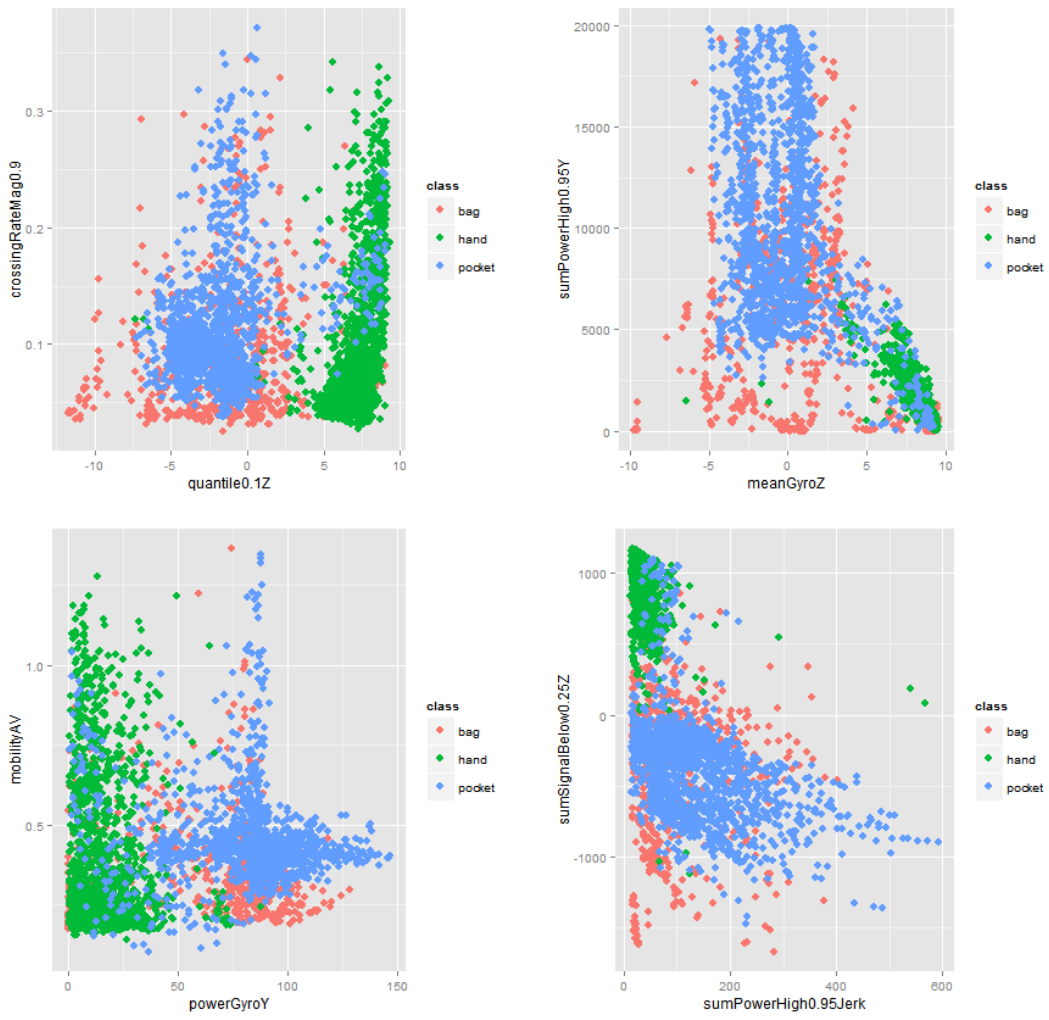 crossingRateMag0.9
0.3
0.2
0.1
-10 -5 0 5 10
quantile0.1Z
class
bag
hand
pocket
sumPowerHigh0.95Y
20000
15000
10000
5000
0
-10 -5 0 5 10
meanGyroZ
class
bag
hand
pocket
mobilityAV
1.0
0.5
0 50 100 150
powerGyroY
class
bag
hand
pocket
sumSignalBelow0.25Z
1000
0
-1000
0 200 400 600
sumPowerHigh0.95Jerk
class
bag
hand
pocket